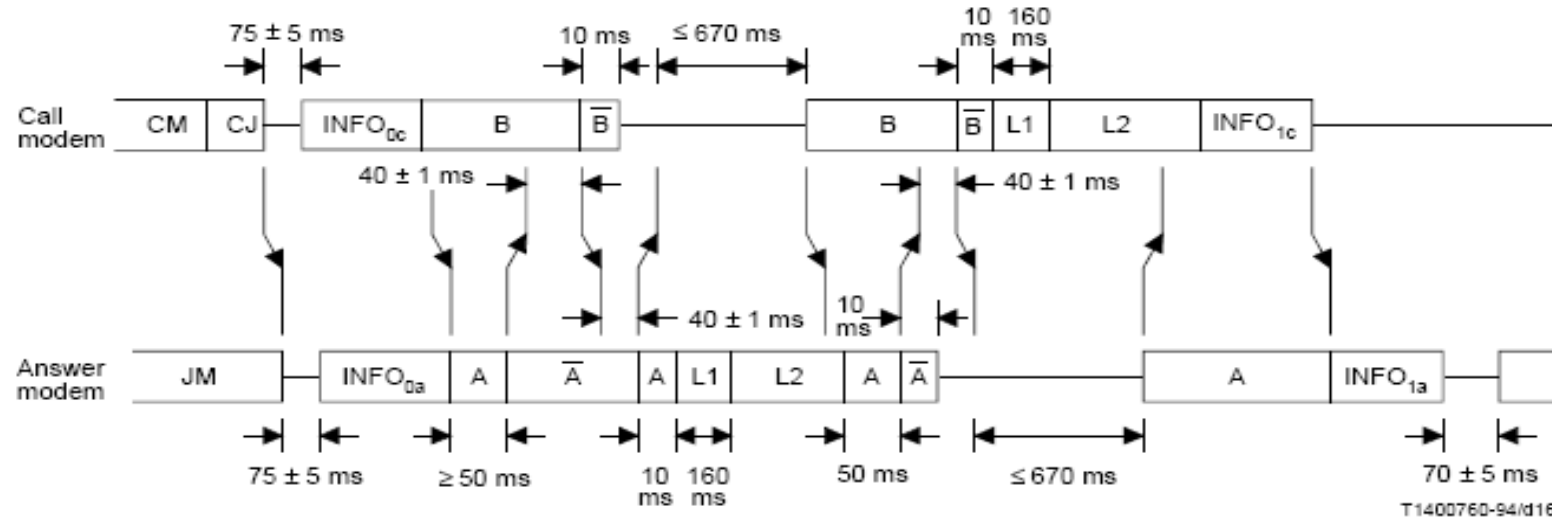 10 160
75 ± 5 ms 10 ms ≤ 670 ms ms ms
Call modem CM CJ INFO0c B B̅ B B̅ L1 L2 INFO1c
40 ± 1 ms 40 ± 1 ms
40 ± 1 ms 10 ms
Answer modem JM INFO0a A A̅ A L1 L2 A A̅ A INFO1a
75 ± 5 ms ≥ 50 ms 10 ms 160 ms 50 ms ≤ 670 ms 70 ± 5 ms
T1400760-94/d16